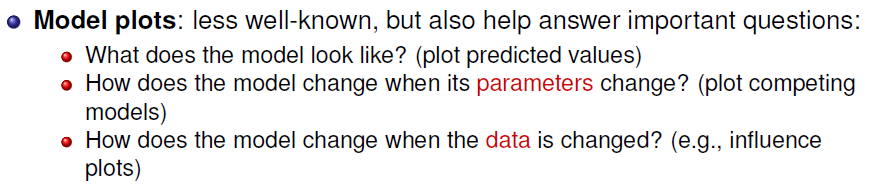 Model plots: less well-known, but also help answer important questions:
What does the model look like? (plot predicted values)
How does the model change when its parameters change? (plot competing
models)
How does the model change when the data is changed? (e.g., influence
plots)